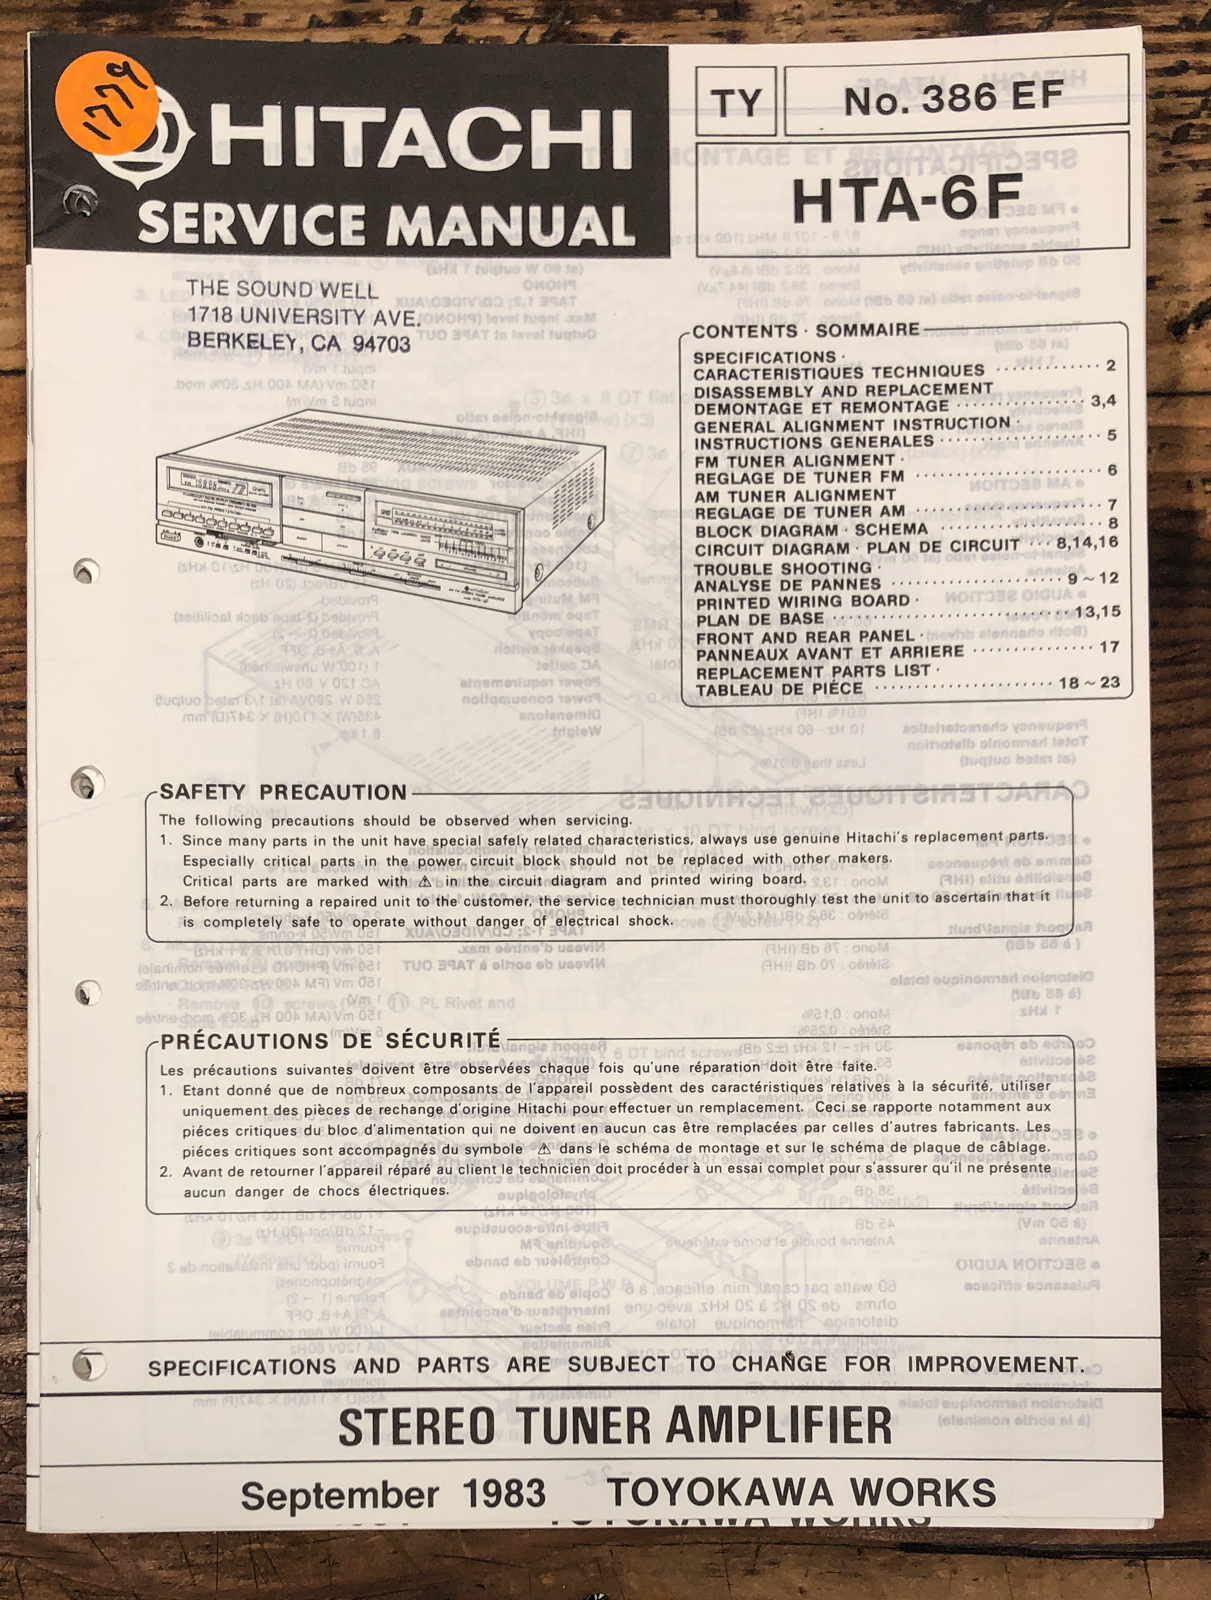 1779
HITACHI
SERVICE MANUAL
TY
No. 386 EF
HTA-6F
THE SOUND WELL
1718 UNIVERSITY AVE.
BERKELEY, CA 94703
CONTENTS · SOMMAIRE
SPECIFICATIONS ·
CARACTERISTIQUES TECHNIQUES ············ 2
DISASSEMBLY AND REPLACEMENT
DEMONTAGE ET REMONTAGE ··············· 3,4
GENERAL ALIGNMENT INSTRUCTION ·
INSTRUCTIONS GENERALES ·················· 5
FM TUNER ALIGNMENT ·
REGLAGE DE TUNER FM ····················· 6
AM TUNER ALIGNMENT
REGLAGE DE TUNER AM ····················· 7
BLOCK DIAGRAM · SCHEMA ·················· 8
CIRCUIT DIAGRAM · PLAN DE CIRCUIT ···· 8,14,16
TROUBLE SHOOTING ·
ANALYSE DE PANNES ···················· 9 ~ 12
PRINTED WIRING BOARD ·
PLAN DE BASE ···························· 13,15
FRONT AND REAR PANEL ·
PANNEAUX AVANT ET ARRIERE ·············· 17
REPLACEMENT PARTS LIST ·
TABLEAU DE PIÉCE ····················· 18 ~ 23
SAFETY PRECAUTION
The following precautions should be observed when servicing.
1. Since many parts in the unit have special safely related characteristics, always use genuine Hitachi's replacement parts.
Especially critical parts in the power circuit block should not be replaced with other makers.
Critical parts are marked with ⚠ in the circuit diagram and printed wiring board.
2. Before returning a repaired unit to the customer, the service technician must thoroughly test the unit to ascertain that it
is completely safe to operate without danger of electrical shock.
PRÉCAUTIONS DE SÉCURITÉ
Les précautions suivantes doivent être observées chaque fois qu'une réparation doit être faite.
1. Etant donné que de nombreux composants de l'appareil possèdent des caractéristiques relatives à la sécurité, utiliser
uniquement des pièces de rechange d'origine Hitachi pour effectuer un remplacement. Ceci se rapporte notamment aux
piéces critiques du bloc d'alimentation qui ne doivent en aucun cas être remplacées par celles d'autres fabricants. Les
piéces critiques sont accompagnés du symbole ⚠ dans le schéma de montage et sur le schéma de plaque de câblage.
2. Avant de retourner l'appareil réparé au client le technicien doit procéder à un essai complet pour s'assurer qu'il ne présente
aucun danger de chocs électriques.
SPECIFICATIONS AND PARTS ARE SUBJECT TO CHANGE FOR IMPROVEMENT.
STEREO TUNER AMPLIFIER
September 1983 TOYOKAWA WORKS